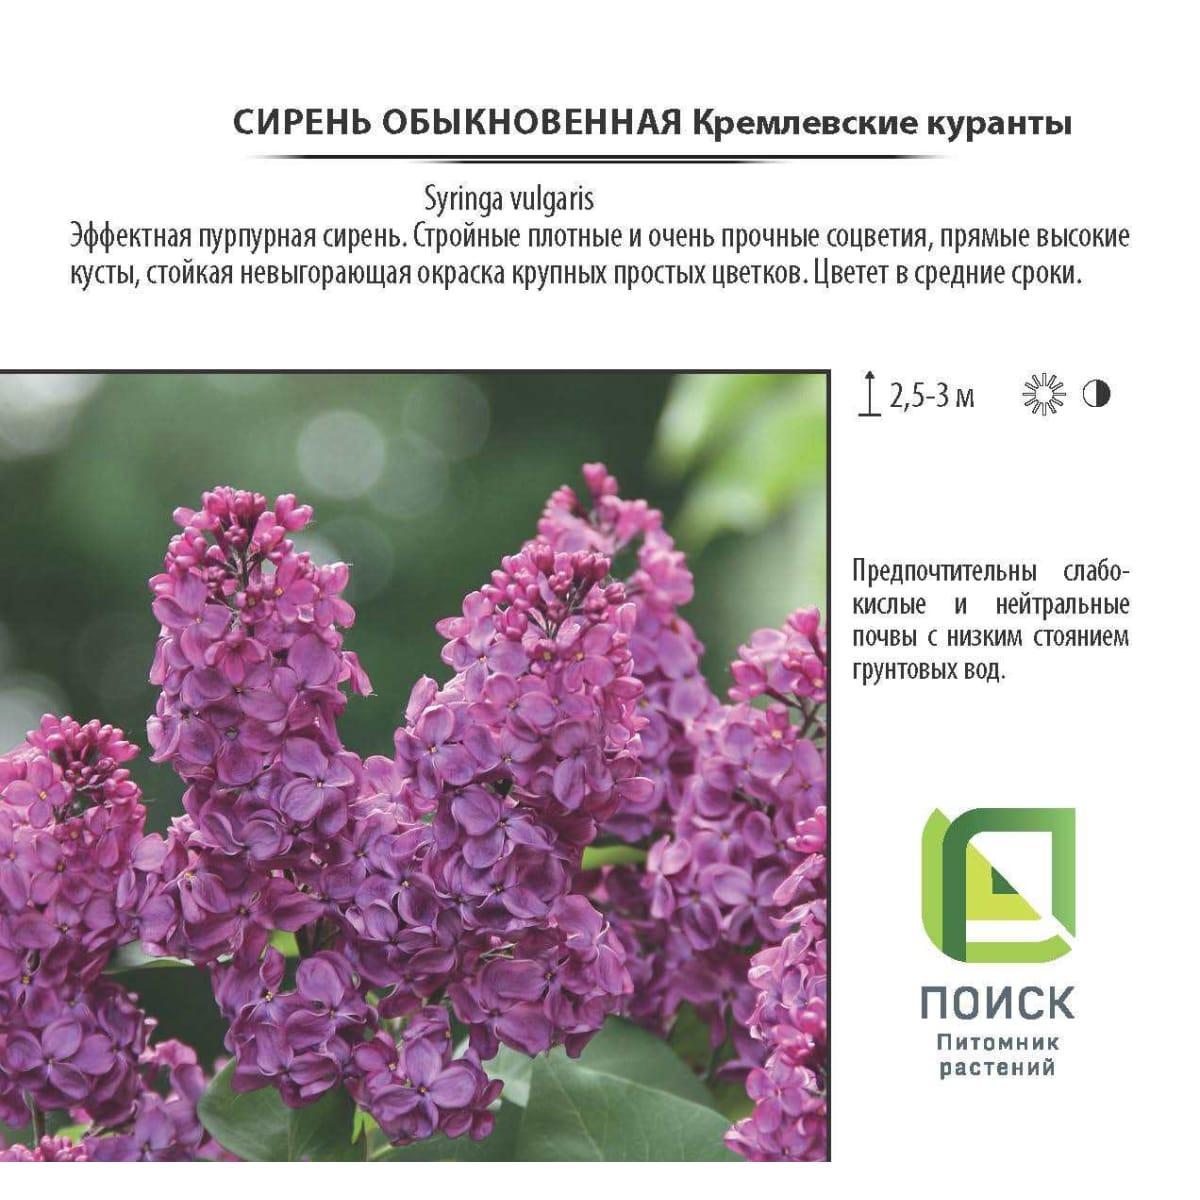 СИРЕНЬ ОБЫКНОВЕННАЯ Кремлевские куранты
Syringa vulgaris
Эффектная пурпурная сирень. Стройные плотные и очень прочные соцветия, прямые высокие
кусты, стойкая невыгорающая окраска крупных простых цветков. Цветет в средние сроки.
2,5-3 м
Предпочтительны слабо-
кислые и нейтральные
почвы с низким стоянием
грунтовых вод.
ПОИСК
Питомник
растений